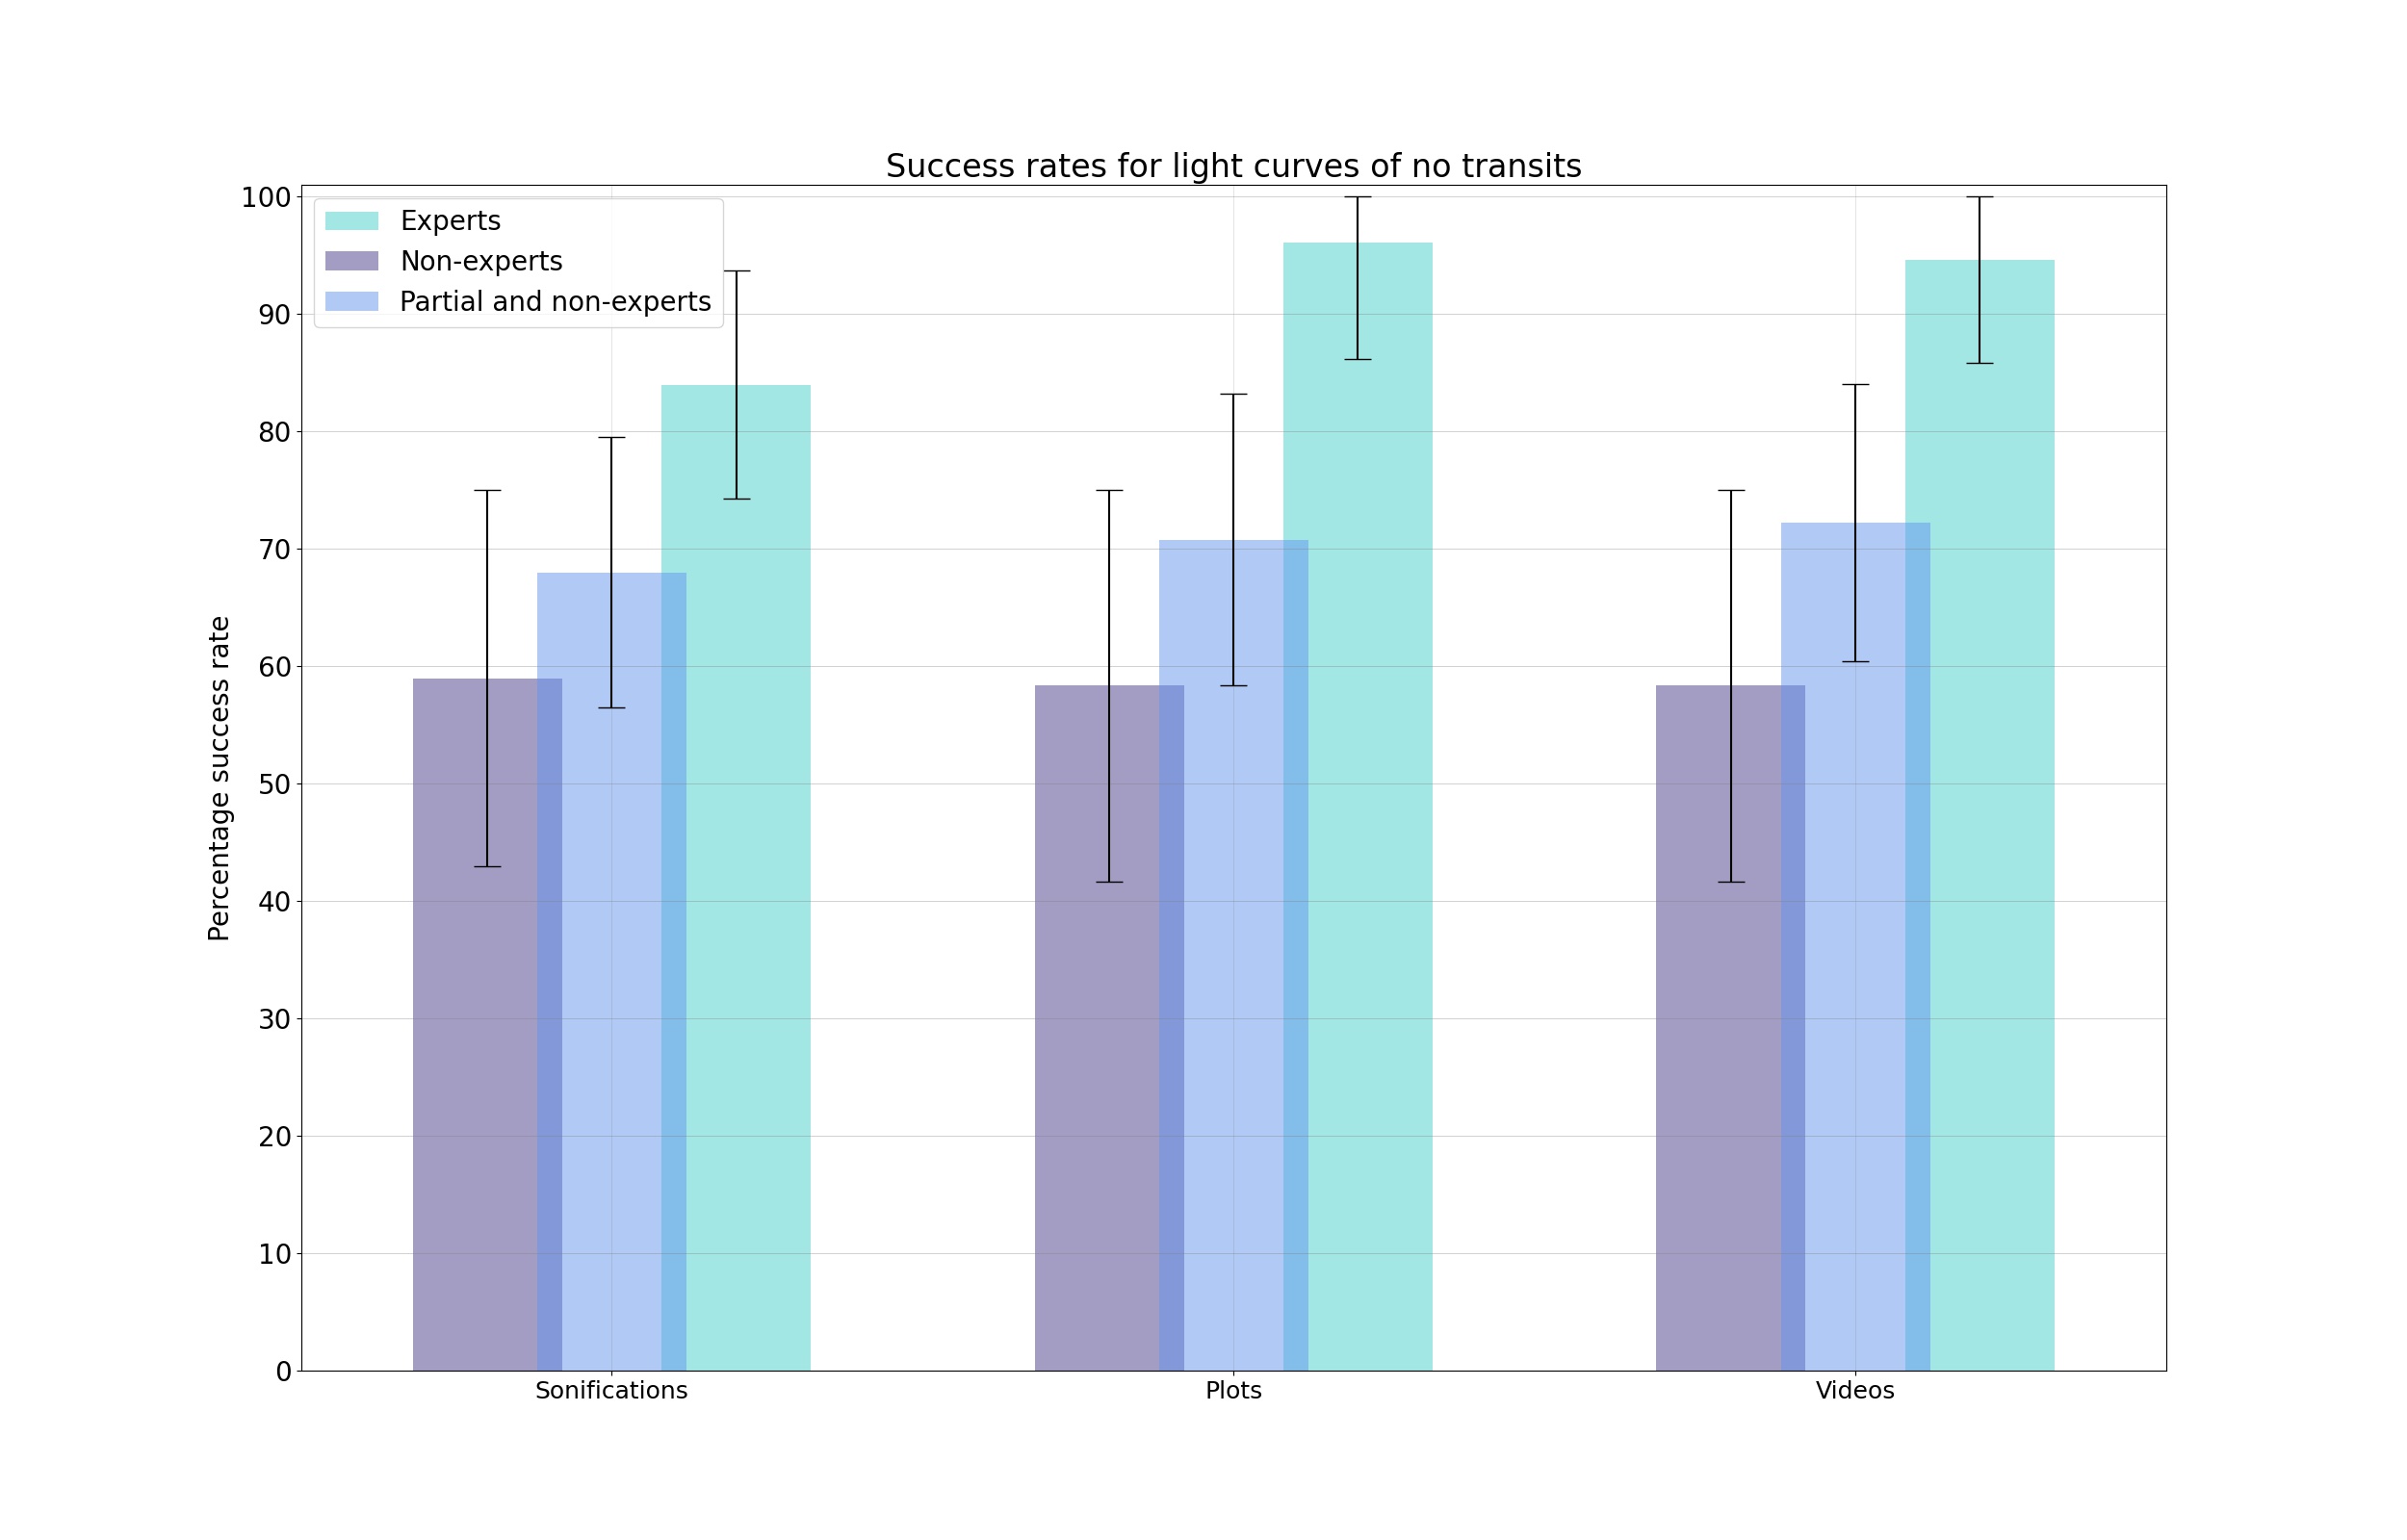 Success rates for light curves of no transits
100
90
80
70
60
50
40
30
20
10
0
Percentage success rate
Experts
Non-experts
Partial and non-experts
Sonifications
Plots
Videos